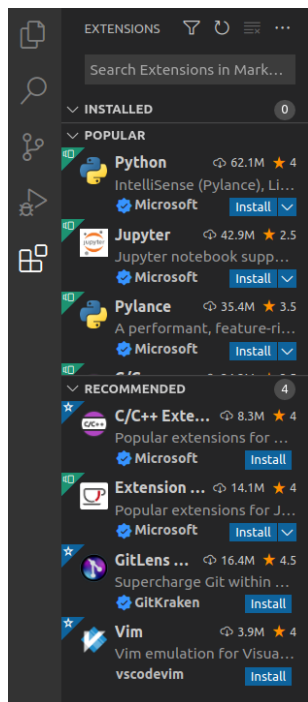 EXTENSIONS
Search Extensions in Mark...
INSTALLED 0
POPULAR
Python 62.1M ★ 4
IntelliSense (Pylance), Li...
Microsoft Install
Jupyter 42.9M ★ 2.5
Jupyter notebook supp...
Microsoft Install
Pylance 35.4M ★ 3.5
A performant, feature-ri...
Microsoft Install
RECOMMENDED 4
C/C++ Exte... 8.3M ★ 4
Popular extensions for ...
Microsoft Install
Extension ... 14.1M ★ 4
Popular extensions for J...
Microsoft Install
GitLens ... 16.4M ★ 4.5
Supercharge Git within ...
GitKraken Install
Vim 3.9M ★ 4
Vim emulation for Visua...
vscodevim Install